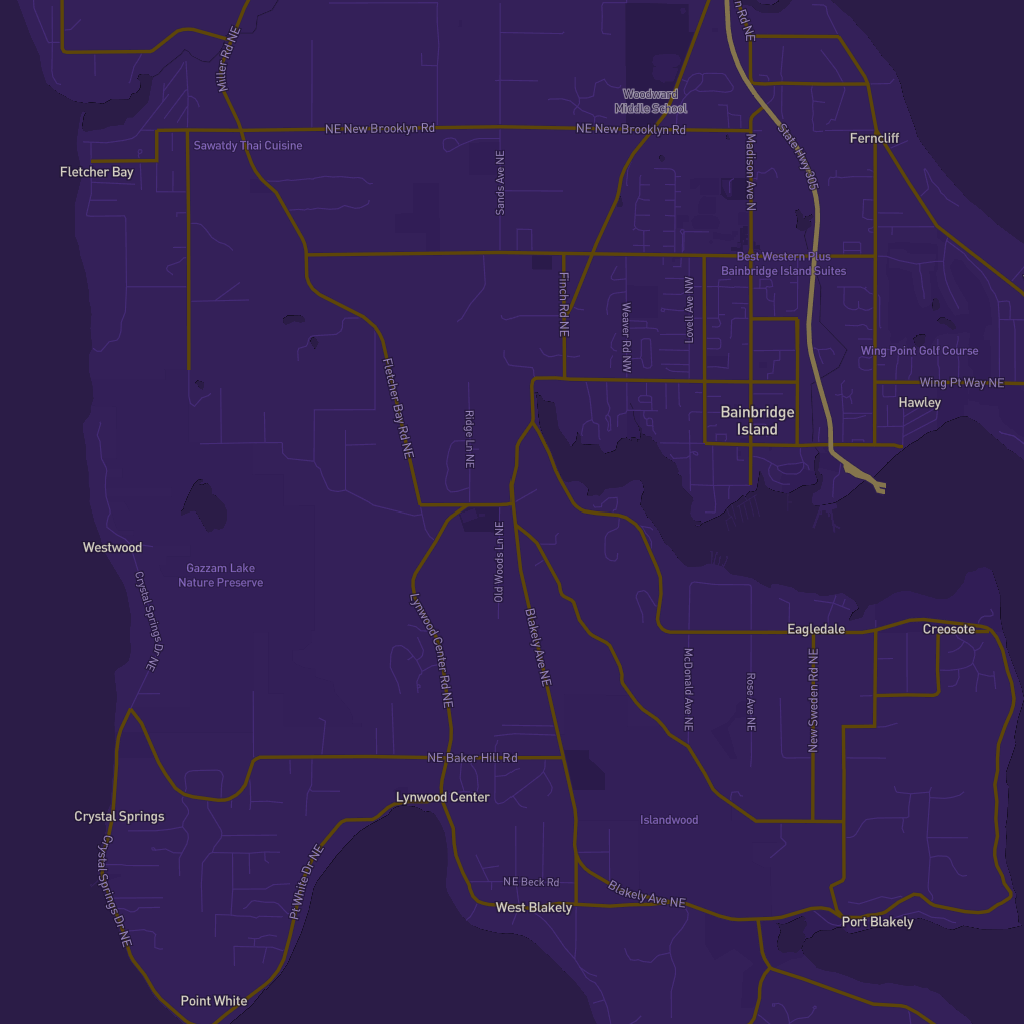 n Rd NE
Miller Rd NE
Woodward
Middle School
NE New Brooklyn Rd
NE New Brooklyn Rd
State Hwy 305
Ferncliff
Sawatdy Thai Cuisine
Fletcher Bay
Sands Ave NE
Madison Ave N
Best Western Plus
Bainbridge Island Suites
Finch Rd NE
Weaver Rd NW
Lovell Ave NW
Wing Point Golf Course
Wing Pt Way NE
Hawley
Fletcher Bay Rd NE
Ridge Ln NE
Bainbridge
Island
Westwood
Gazzam Lake
Nature Preserve
Old Woods Ln NE
Crystal Springs Dr NE
Lynwood Center Rd NE
Blakely Ave NE
Eagledale
Creosote
McDonald Ave NE
Rose Ave NE
New Sweden Rd NE
NE Baker Hill Rd
Lynwood Center
Crystal Springs
Islandwood
Crystal Springs Dr NE
Pt White Dr NE
NE Beck Rd
Blakely Ave NE
West Blakely
Port Blakely
Point White